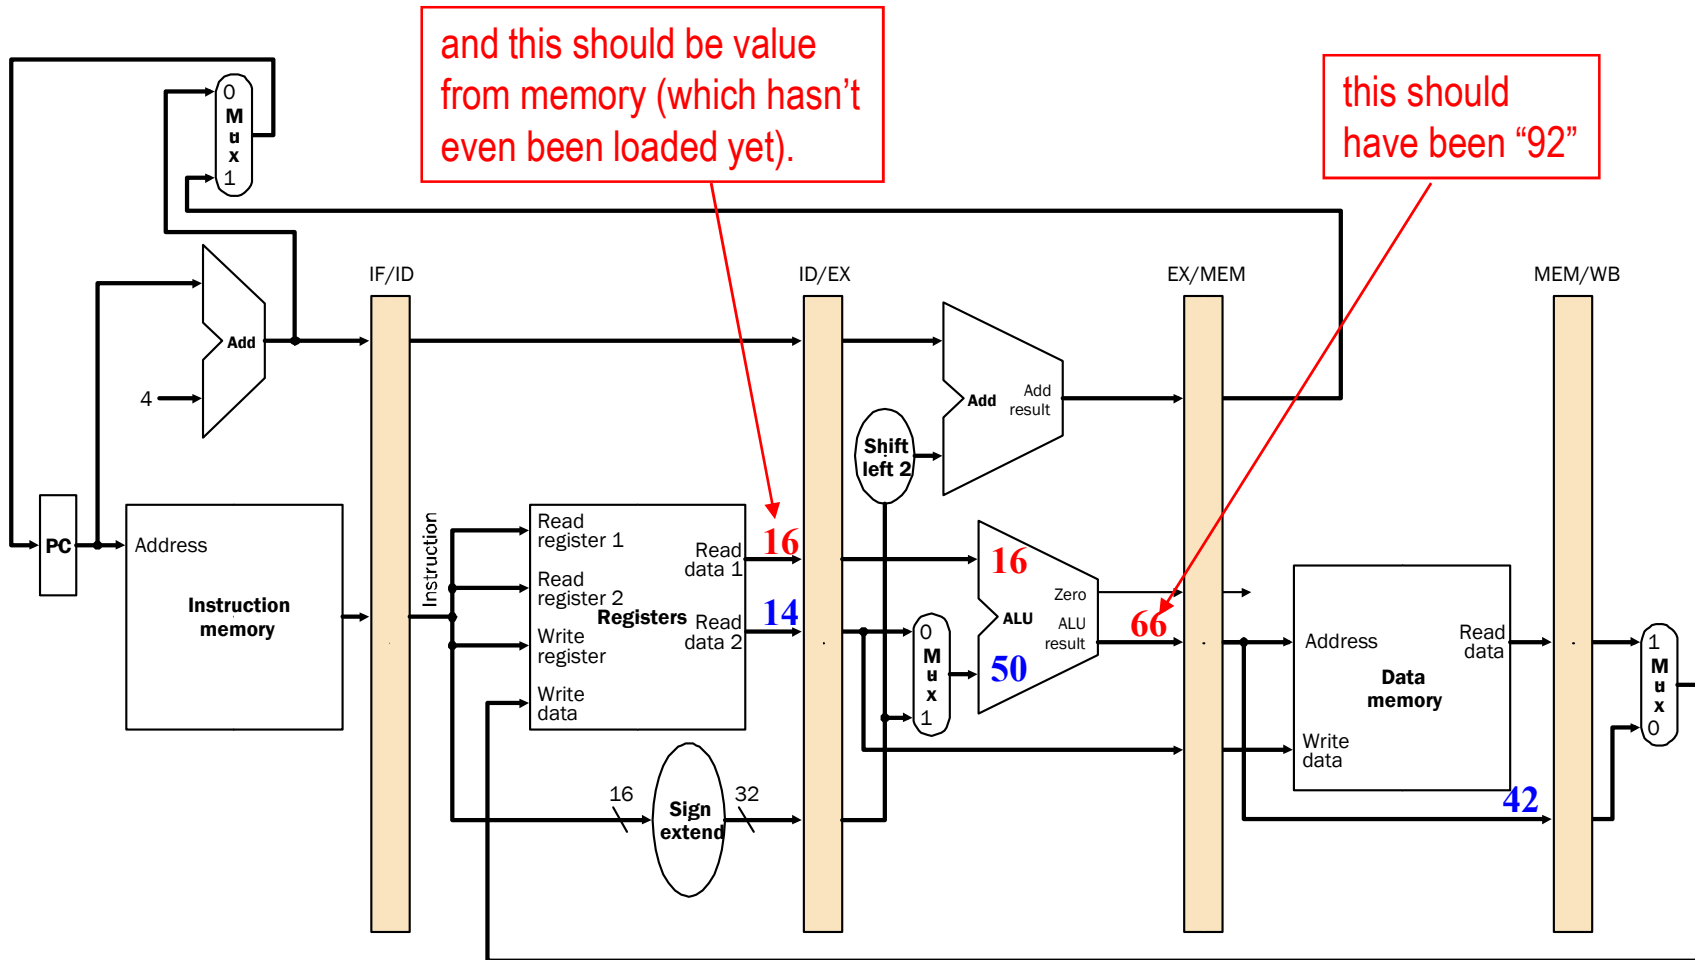 and this should be value
from memory (which hasn't
even been loaded yet).
this should
have been “92”
0
M
u
x
1
IF/ID
ID/EX
EX/MEM
MEM/WB
Add
4
Add
Add
result
Shift
left 2
PC
Address
Instruction
memory
Instruction
Read
register 1
Read
register 2
Write
register
Write
data
Registers
Read
data 1
Read
data 2
16
14
16
50
0
M
u
x
1
Zero
ALU
ALU
result
66
Address
Read
data
Data
memory
Write
data
42
1
M
u
x
0
16
Sign
extend
32